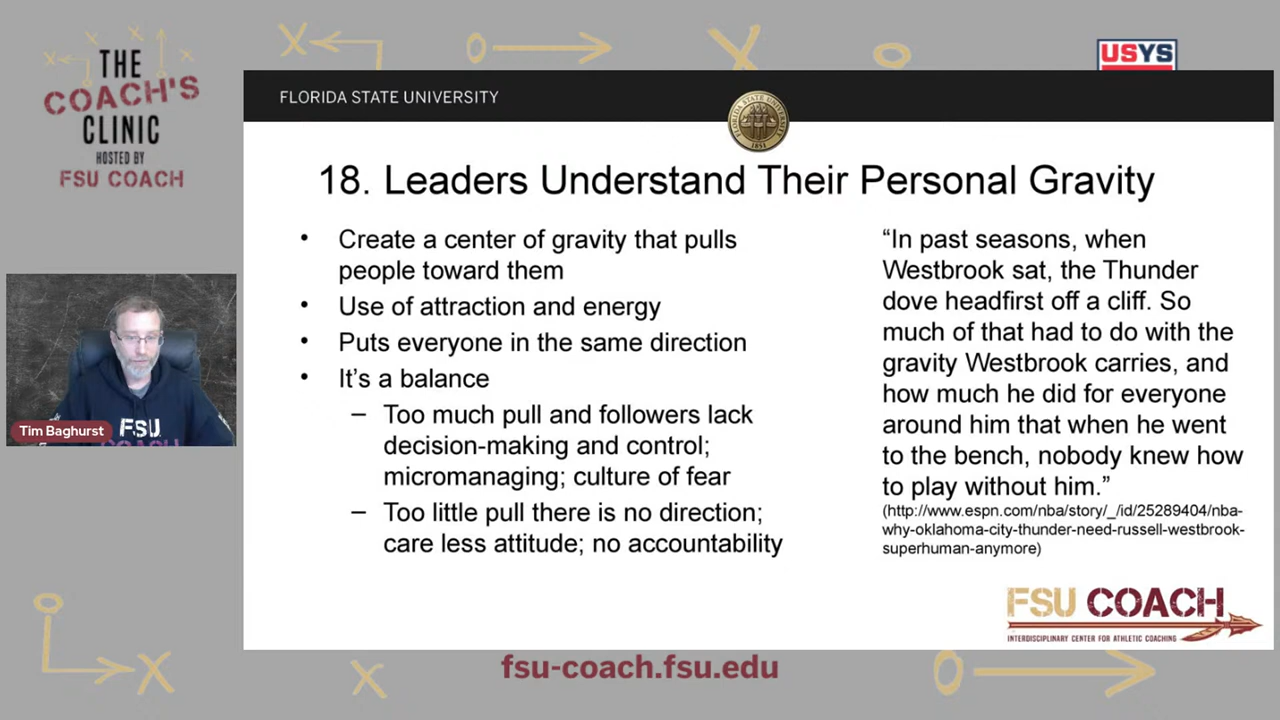 THE
COACH'S
CLINIC
HOSTED BY
FSU COACH
USYS
FLORIDA STATE UNIVERSITY
FLORIDA STATE UNIVERSITY
1851
18. Leaders Understand Their Personal Gravity
• Create a center of gravity that pulls
people toward them
• Use of attraction and energy
• Puts everyone in the same direction
• It's a balance
– Too much pull and followers lack
decision-making and control;
micromanaging; culture of fear
– Too little pull there is no direction;
care less attitude; no accountability
“In past seasons, when
Westbrook sat, the Thunder
dove headfirst off a cliff. So
much of that had to do with the
gravity Westbrook carries, and
how much he did for everyone
around him that when he went
to the bench, nobody knew how
to play without him.”
(http://www.espn.com/nba/story/_/id/25289404/nba-
why-oklahoma-city-thunder-need-russell-westbrook-
superhuman-anymore)
Tim Baghurst
FSU
COACH
FSU COACH
INTERDISCIPLINARY CENTER FOR ATHLETIC COACHING
fsu-coach.fsu.edu